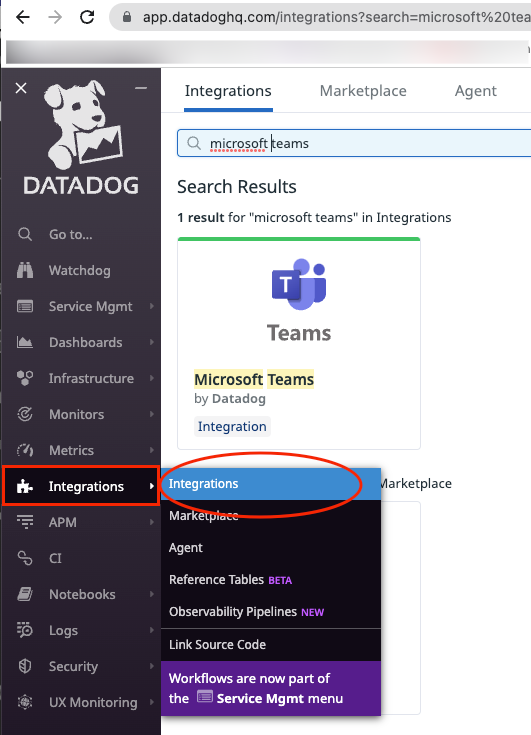 app.datadoghq.com/integrations?search=microsoft%20tea
Integrations
Marketplace
Agent
microsoft teams
Search Results
1 result for "microsoft teams" in Integrations
T
Teams
Microsoft Teams
by Datadog
Integration
DATADOG
Go to...
Watchdog
Service Mgmt
Dashboards
Infrastructure
Monitors
Metrics
Integrations
APM
CI
Notebooks
Logs
Security
UX Monitoring
Integrations
Marketplace
Marketplace
Agent
Reference Tables BETA
Observability Pipelines NEW
Link Source Code
Workflows are now part of
the Service Mgmt menu